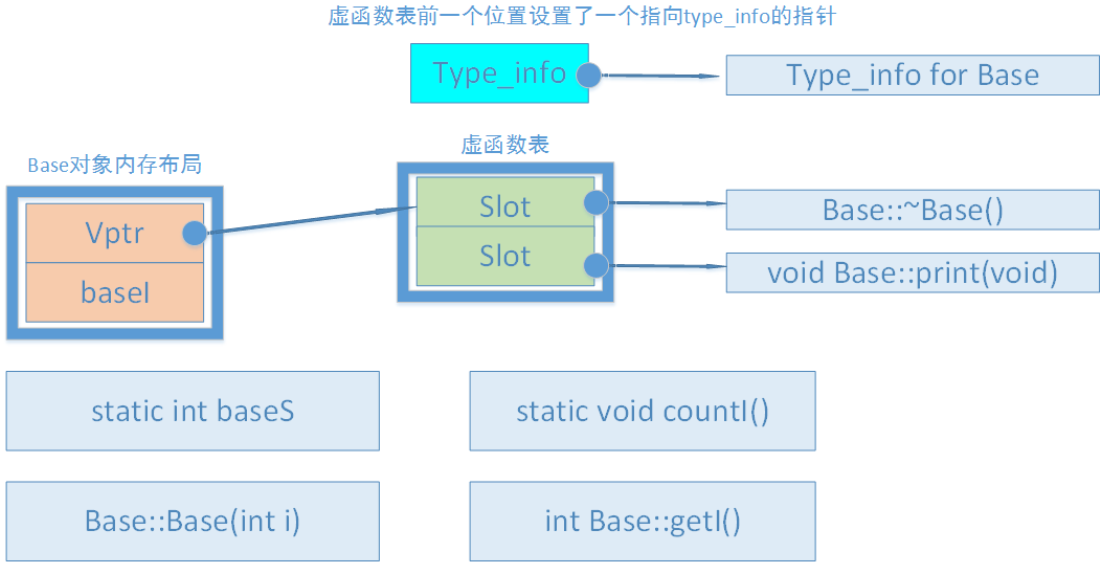 虚函数表前一个位置设置了一个指向type_info的指针
Type_info
Type_info for Base
Base对象内存布局
虚函数表
Vptr
baseI
Slot
Slot
Base::~Base()
void Base::print(void)
static int baseS
static void countI()
Base::Base(int i)
int Base::getI()